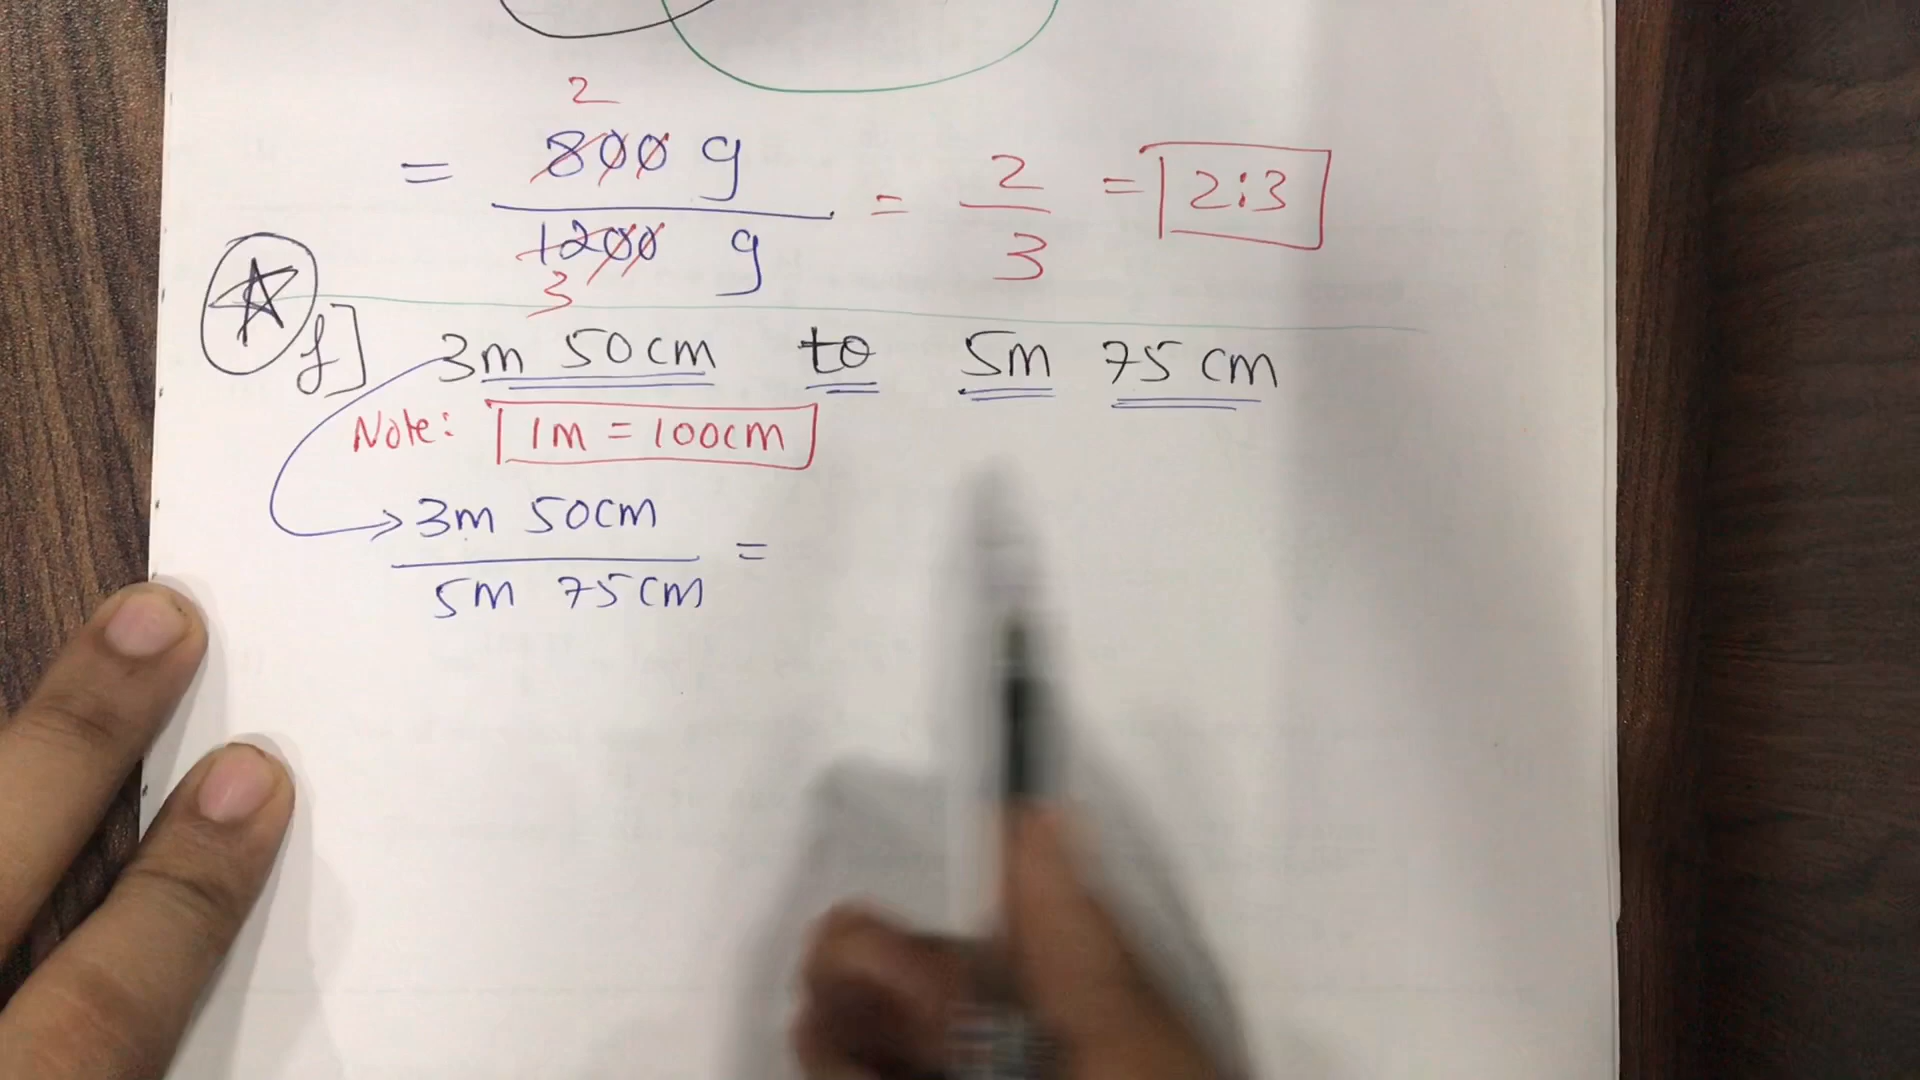 2
= 800 g = 2 = 2:3
1200 g 3
3
f] 3m 50cm to 5m 75cm
Note: 1m = 100cm
3m 50cm =
5m 75cm